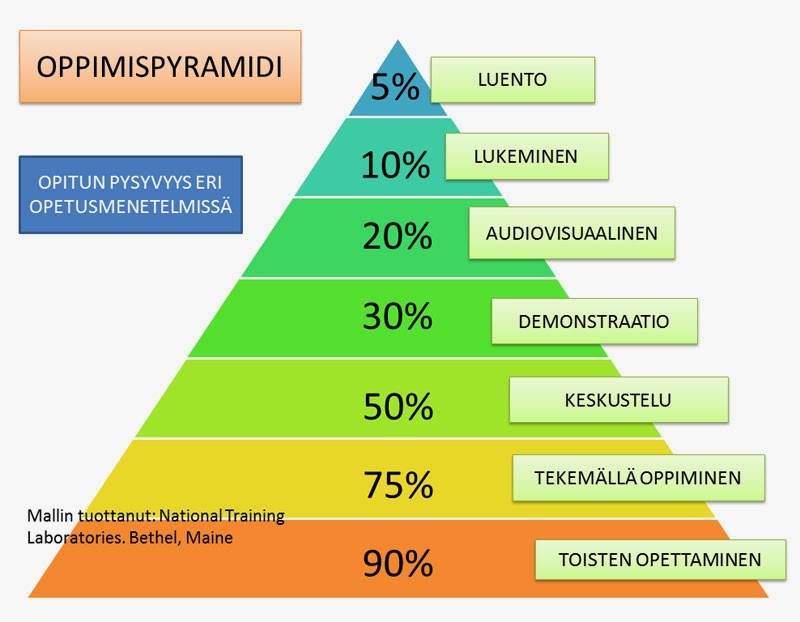 OPPIMISPYRAMIDI
OPITUN PYSYVYYS ERI
OPETUSMENETELMISSÄ
5%
LUENTO
10%
LUKEMINEN
20%
AUDIOVISUAALINEN
30%
DEMONSTRAATIO
50%
KESKUSTELU
75%
TEKEMÄLLÄ OPPIMINEN
90%
TOISTEN OPETTAMINEN
Mallin tuottanut: National Training
Laboratories. Bethel, Maine